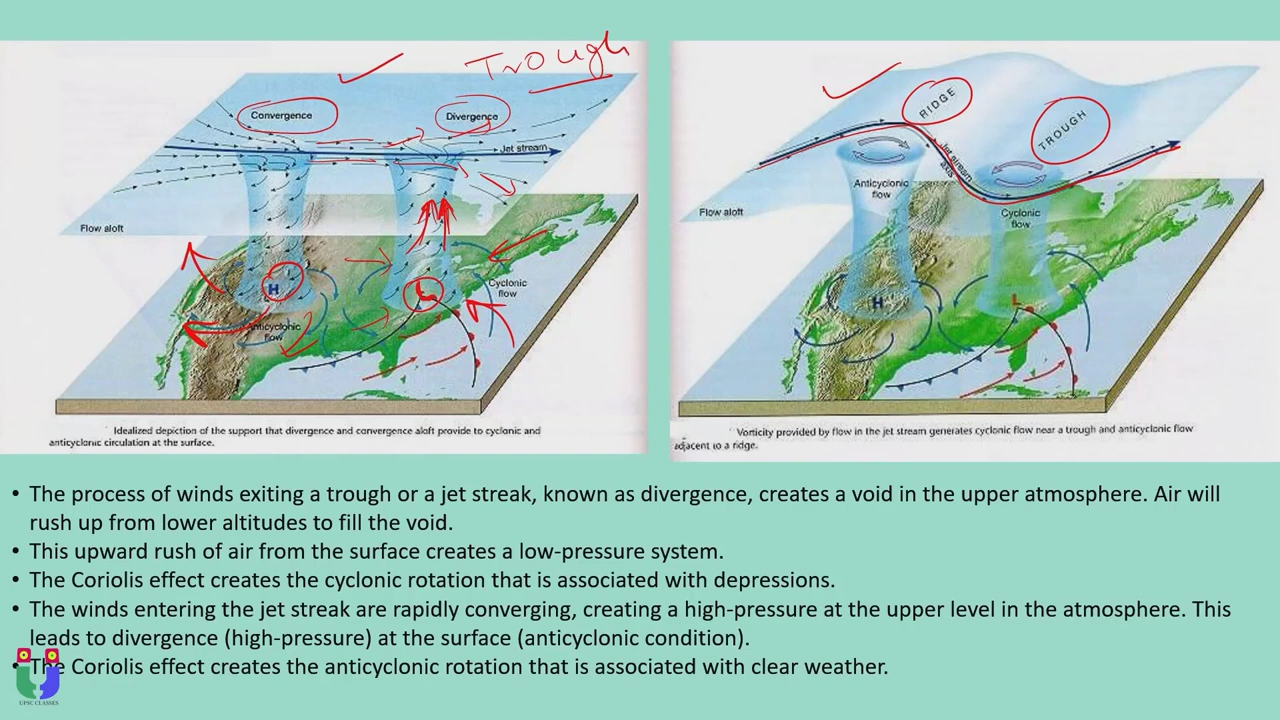 Trough
Convergence
Divergence
Jet stream
Flow aloft
H
L
Cyclonic
flow
Anticyclonic
flow
Idealized depiction of the support that divergence and convergence aloft provide to cyclonic and
anticyclonic circulation at the surface.
RIDGE
TROUGH
Jet stream
axis
Anticyclonic
flow
Cyclonic
flow
Flow aloft
H
L
Vorticity provided by flow in the jet stream generates cyclonic flow near a trough and anticyclonic flow
adjacent to a ridge.
• The process of winds exiting a trough or a jet streak, known as divergence, creates a void in the upper atmosphere. Air will
rush up from lower altitudes to fill the void.
• This upward rush of air from the surface creates a low-pressure system.
• The Coriolis effect creates the cyclonic rotation that is associated with depressions.
• The winds entering the jet streak are rapidly converging, creating a high-pressure at the upper level in the atmosphere. This
leads to divergence (high-pressure) at the surface (anticyclonic condition).
• The Coriolis effect creates the anticyclonic rotation that is associated with clear weather.
UPSC CLASSES